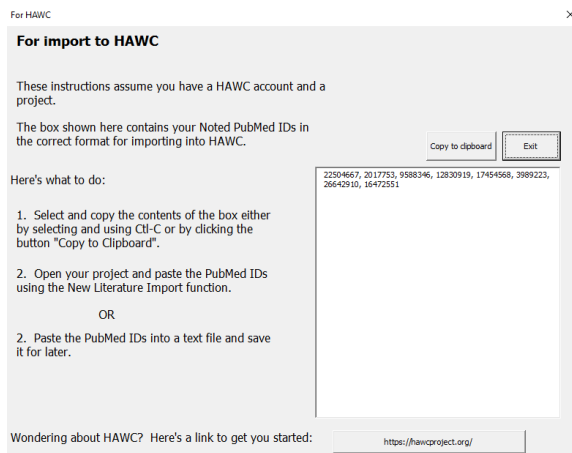 For HAWC
For import to HAWC
These instructions assume you have a HAWC account and a
project.
The box shown here contains your Noted PubMed IDs in
the correct format for importing into HAWC.
Copy to clipboard
Exit
Here's what to do:
22504667, 2017753, 9588346, 12830919, 17454568, 3989223,
26642910, 16472551
1. Select and copy the contents of the box either
by selecting and using Ctl-C or by clicking the
button "Copy to Clipboard".
2. Open your project and paste the PubMed IDs
using the New Literature Import function.
OR
2. Paste the PubMed IDs into a text file and save
it for later.
Wondering about HAWC? Here's a link to get you started:
https://hawcproject.org/